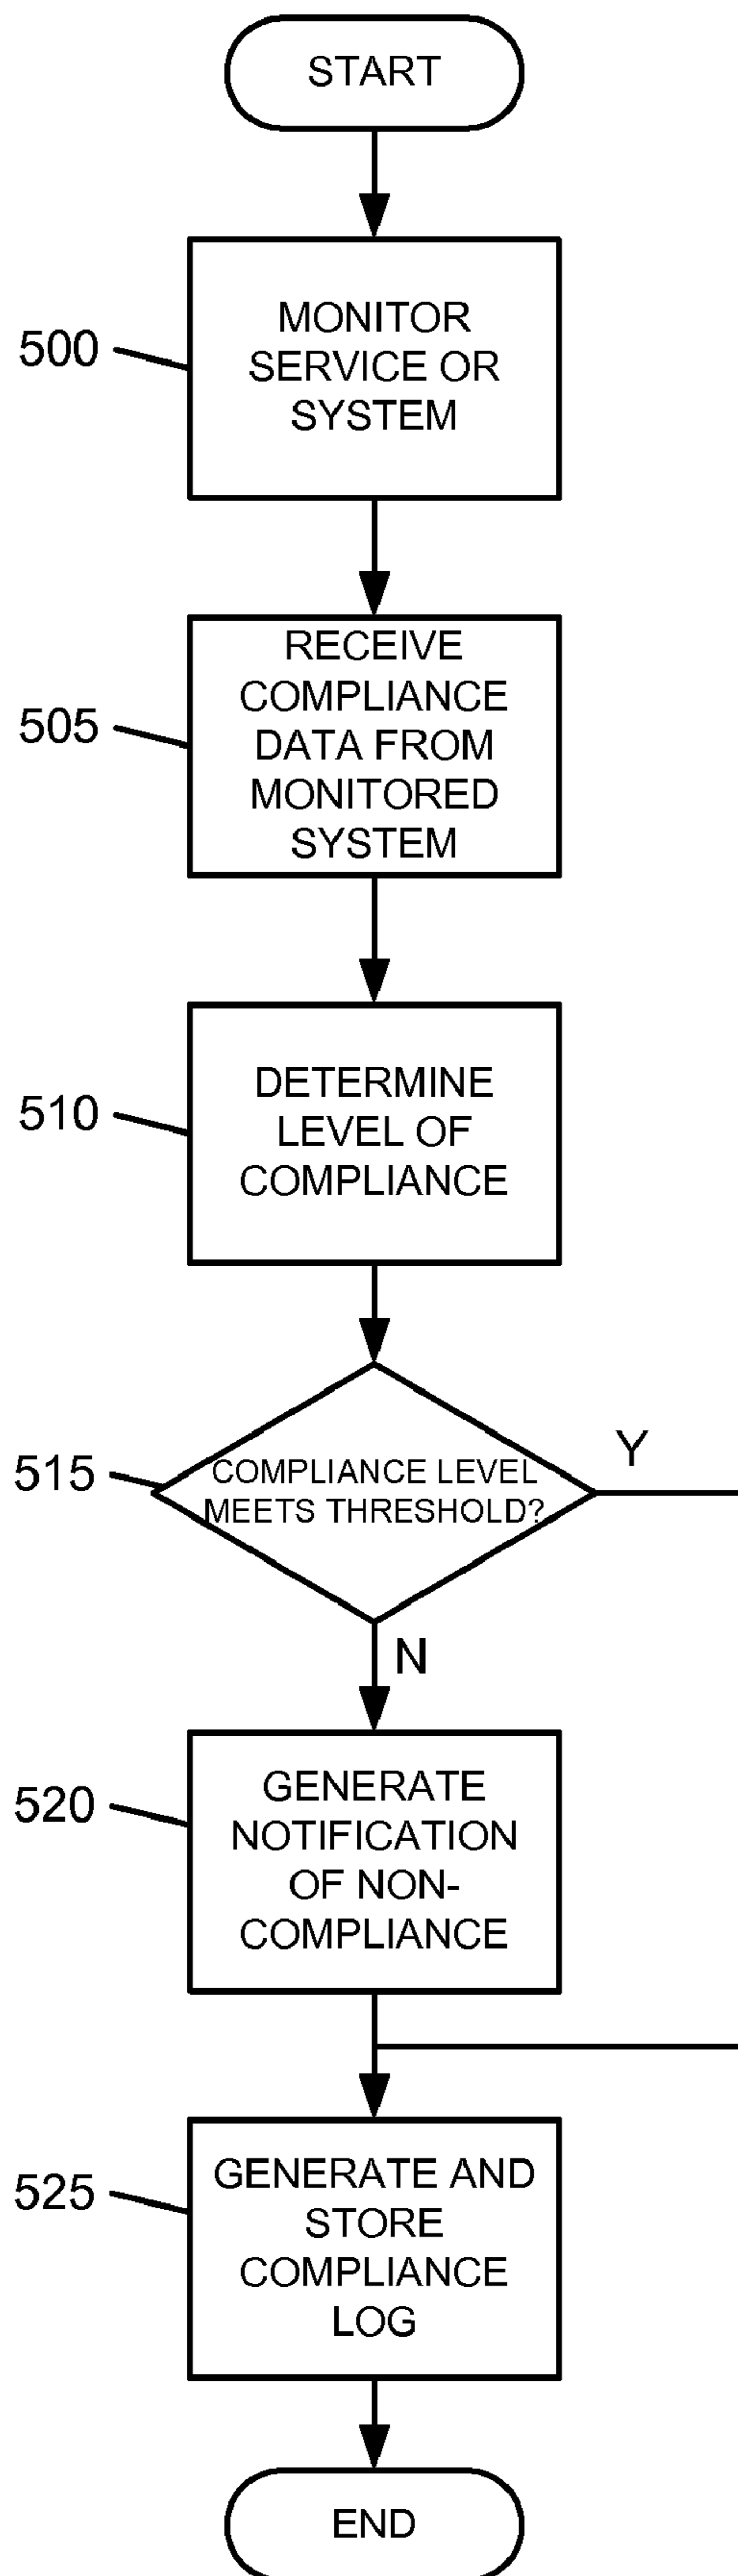 START
500
MONITOR
SERVICE OR
SYSTEM
505
RECEIVE
COMPLIANCE
DATA FROM
MONITORED
SYSTEM
510
DETERMINE
LEVEL OF
COMPLIANCE
515
COMPLIANCE LEVEL
MEETS THRESHOLD?
Y
N
520
GENERATE
NOTIFICATION
OF NON-
COMPLIANCE
525
GENERATE AND
STORE
COMPLIANCE
LOG
END